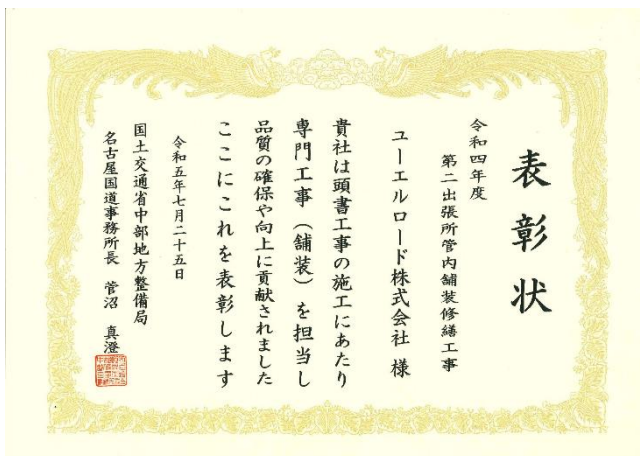 表彰状
令和四年度
第二出張所管内舗装修繕工事
ユーエルロード株式会社 様
貴社は頭書工事の施工にあたり
専門工事（舗装）を担当し
品質の確保や向上に貢献されました
ここにこれを表彰します
令和五年七月二十五日
国土交通省中部地方整備局
名古屋国道事務所長 菅沼 真澄